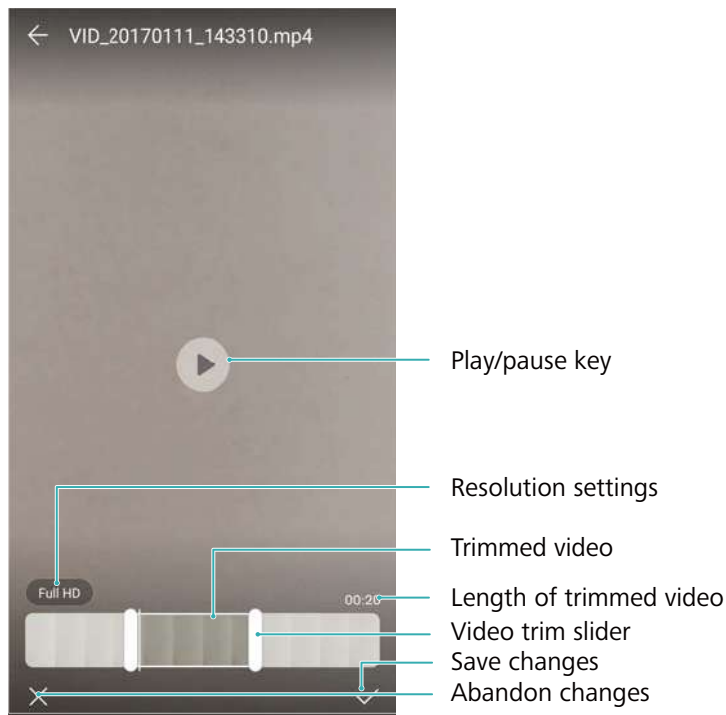 VID_20170111_143310.mp4
Play/pause key
Resolution settings
Trimmed video
Full HD
00:20
Length of trimmed video
Video trim slider
Save changes
Abandon changes